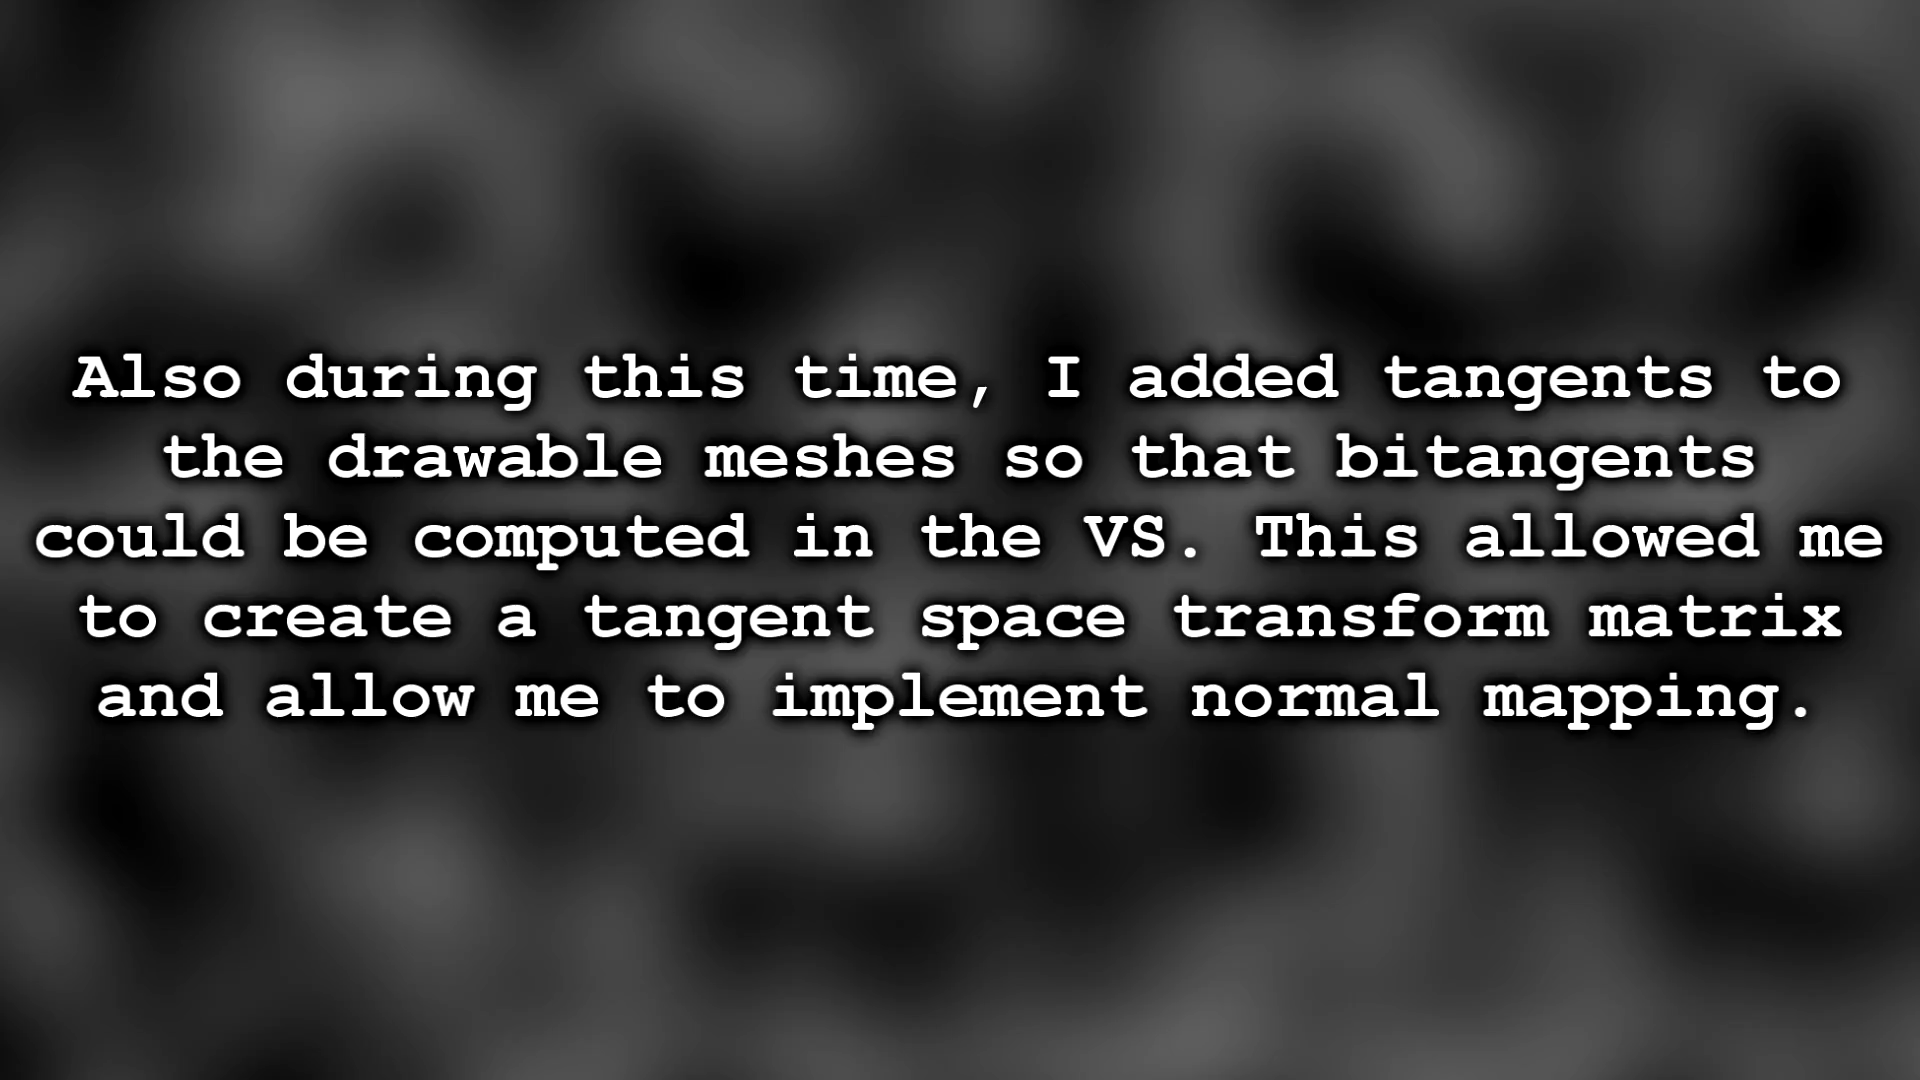 Also during this time, I added tangents to
the drawable meshes so that bitangents
could be computed in the VS. This allowed me
to create a tangent space transform matrix
and allow me to implement normal mapping.